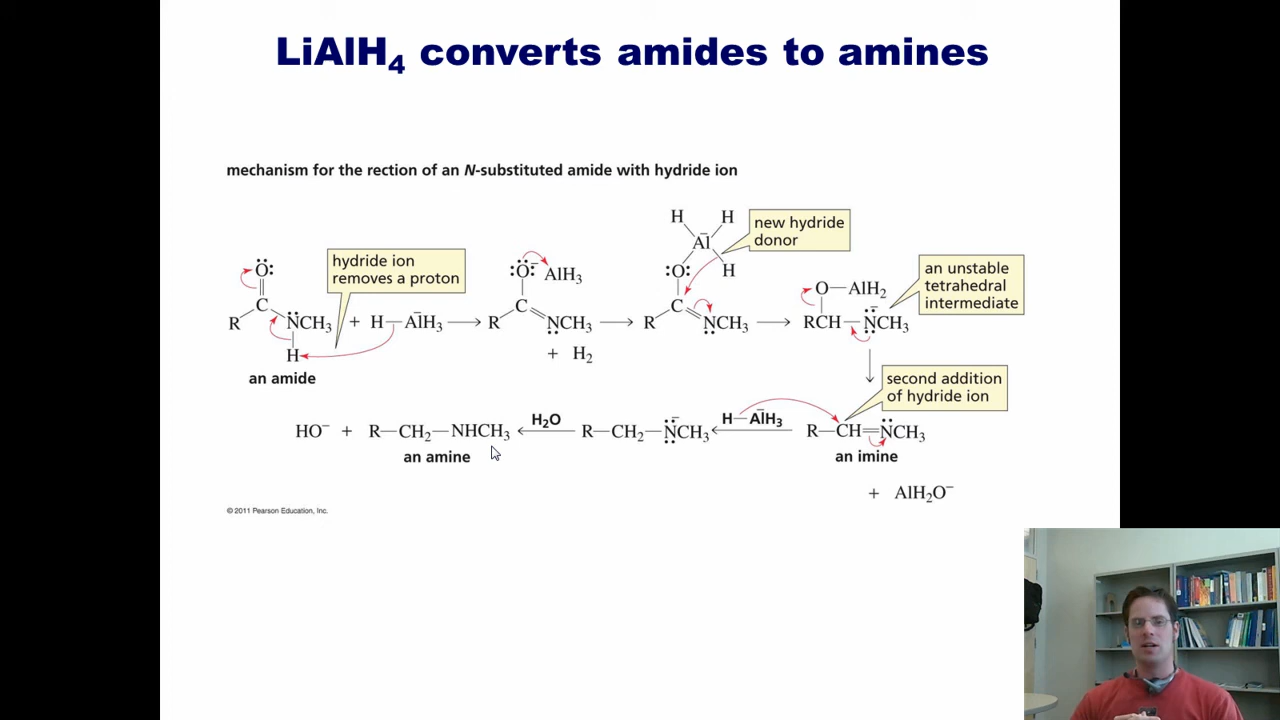 LiAlH₄ converts amides to amines
mechanism for the rection of an N-substituted amide with hydride ion
hydride ion
removes a proton
new hydride
donor
an unstable
tetrahedral
intermediate
O
C
R
NCH₃ + H—AlH₃⁻
H
an amide
O⁻ AlH₃
C
R NCH₃
+ H₂
H H
Al⁻
O H
C
R NCH₃
O—AlH₂
RCH—N⁻CH₃
second addition
of hydride ion
HO⁻ + R—CH₂—NHCH₃
an amine
H₂O
R—CH₂—N⁻CH₃
H—AlH₃⁻
R—CH=NCH₃
an imine
+ AlH₂O⁻
© 2011 Pearson Education, Inc.